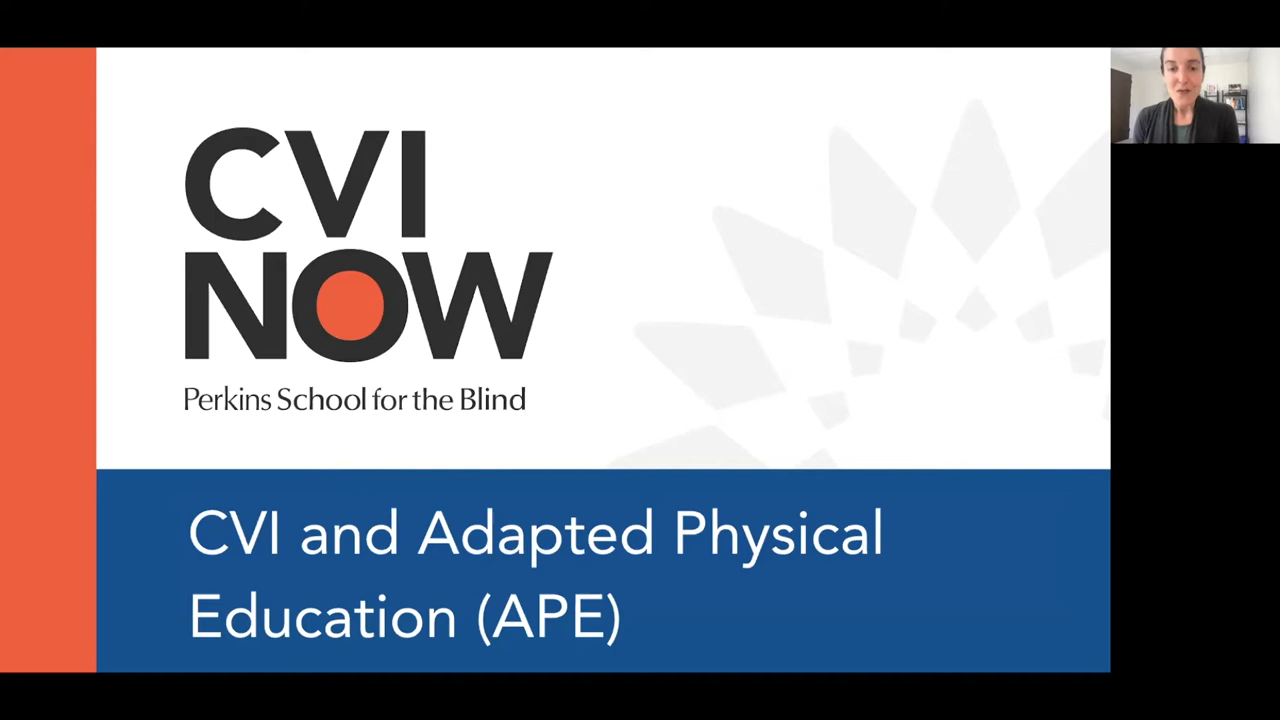 CVI
NOW
Perkins School for the Blind
CVI and Adapted Physical
Education (APE)